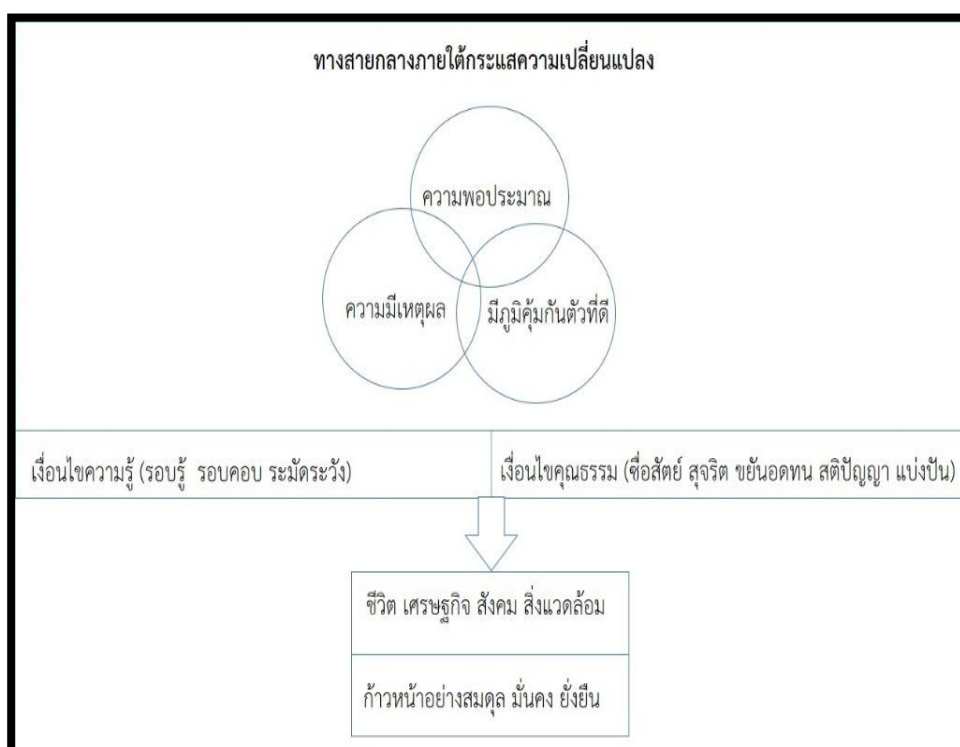 ทางสายกลางภายใต้กระแสความเปลี่ยนแปลง
ความพอประมาณ
ความมีเหตุผล
มีภูมิคุ้มกันตัวที่ดี
เงื่อนไขความรู้ (รอบรู้ รอบคอบ ระมัดระวัง)
เงื่อนไขคุณธรรม (ซื่อสัตย์ สุจริต ขยันอดทน สติปัญญา แบ่งปัน)
ชีวิต เศรษฐกิจ สังคม สิ่งแวดล้อม
ก้าวหน้าอย่างสมดุล มั่นคง ยั่งยืน